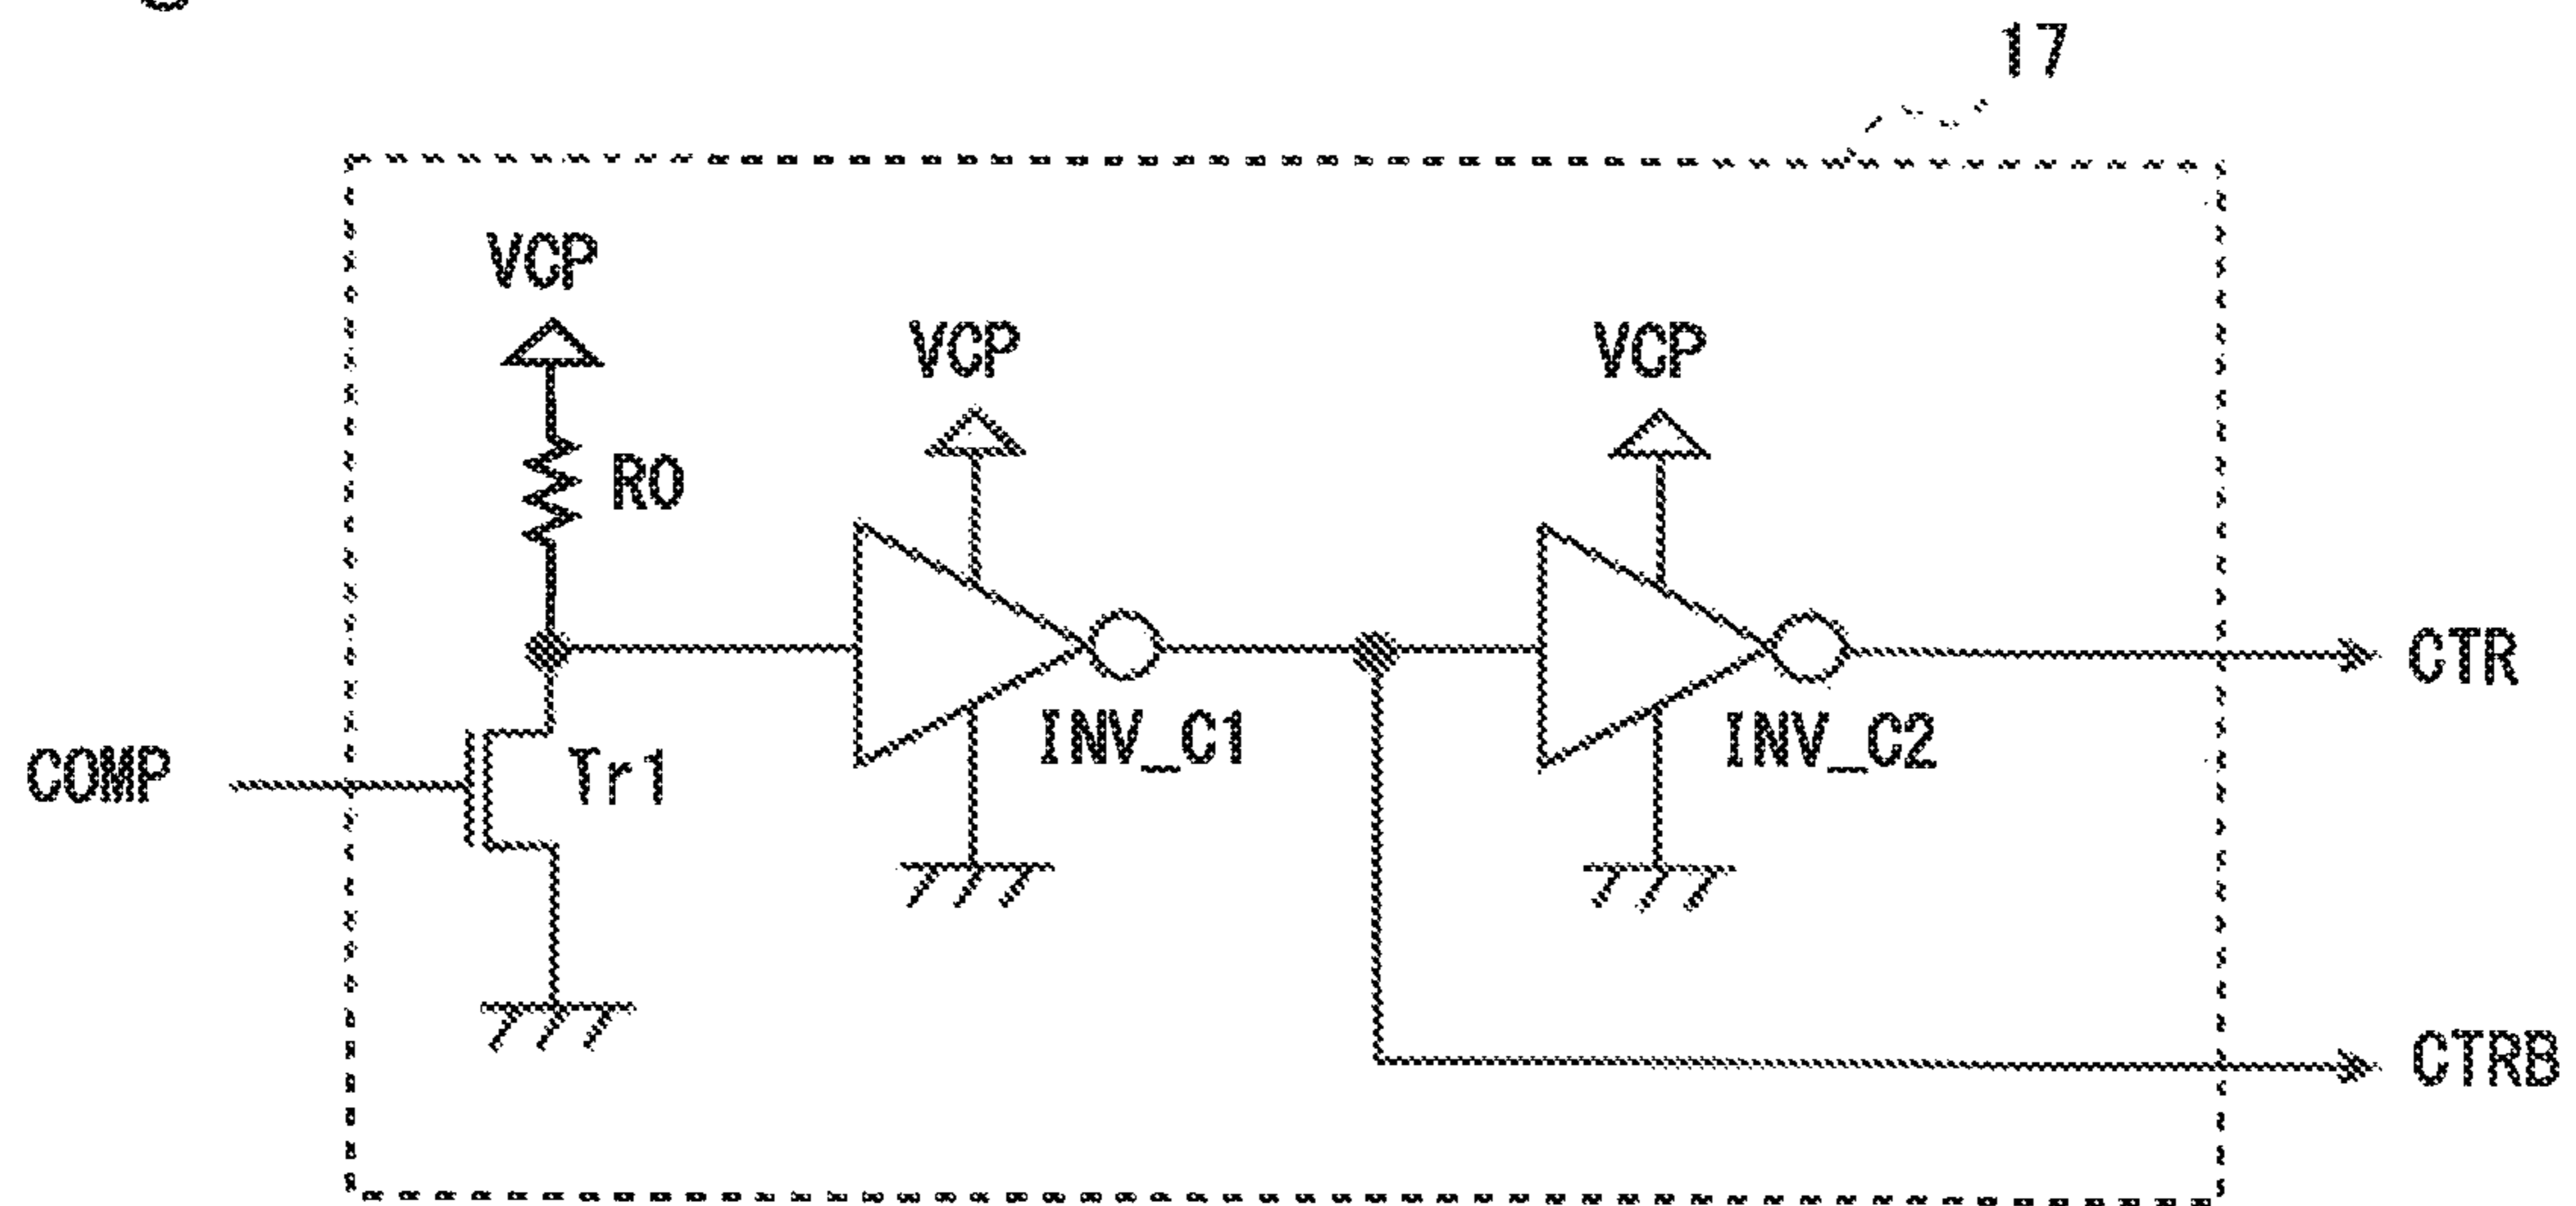 17
VCP
VCP
VCP
R0
CTR
INV_C1
INV_C2
COMP
Tr1
CTRB